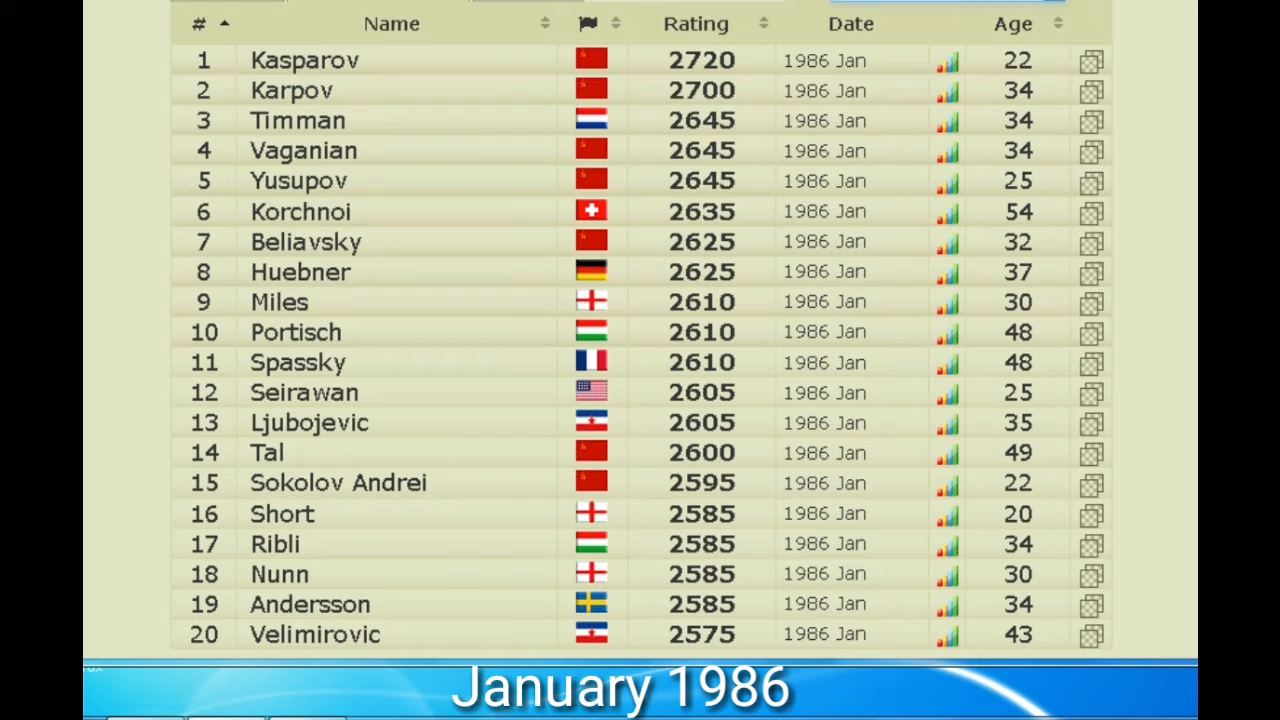 # Name Rating Date Age
1 Kasparov 2720 1986 Jan 22
2 Karpov 2700 1986 Jan 34
3 Timman 2645 1986 Jan 34
4 Vaganian 2645 1986 Jan 34
5 Yusupov 2645 1986 Jan 25
6 Korchnoi 2635 1986 Jan 54
7 Beliavsky 2625 1986 Jan 32
8 Huebner 2625 1986 Jan 37
9 Miles 2610 1986 Jan 30
10 Portisch 2610 1986 Jan 48
11 Spassky 2610 1986 Jan 48
12 Seirawan 2605 1986 Jan 25
13 Ljubojevic 2605 1986 Jan 35
14 Tal 2600 1986 Jan 49
15 Sokolov Andrei 2595 1986 Jan 22
16 Short 2585 1986 Jan 20
17 Ribli 2585 1986 Jan 34
18 Nunn 2585 1986 Jan 30
19 Andersson 2585 1986 Jan 34
20 Velimirovic 2575 1986 Jan 43
January 1986